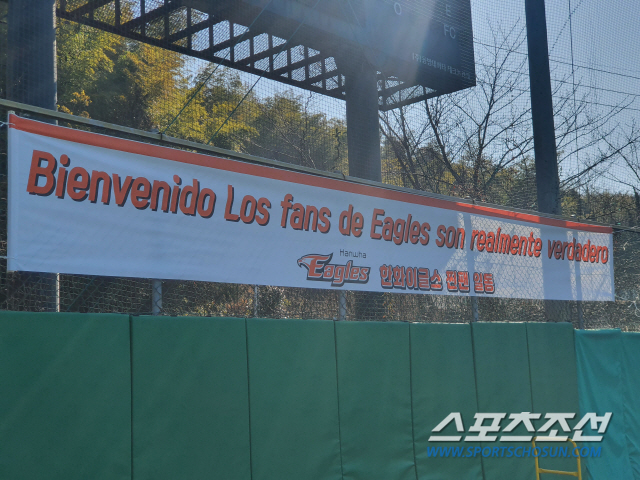 Bienvenido Los fans de Eagles son realmente verdadero
Hanwha
Eagles 한화이글스 찐팬 일동
스포츠조선
WWW.SPORTSCHOSUN.COM